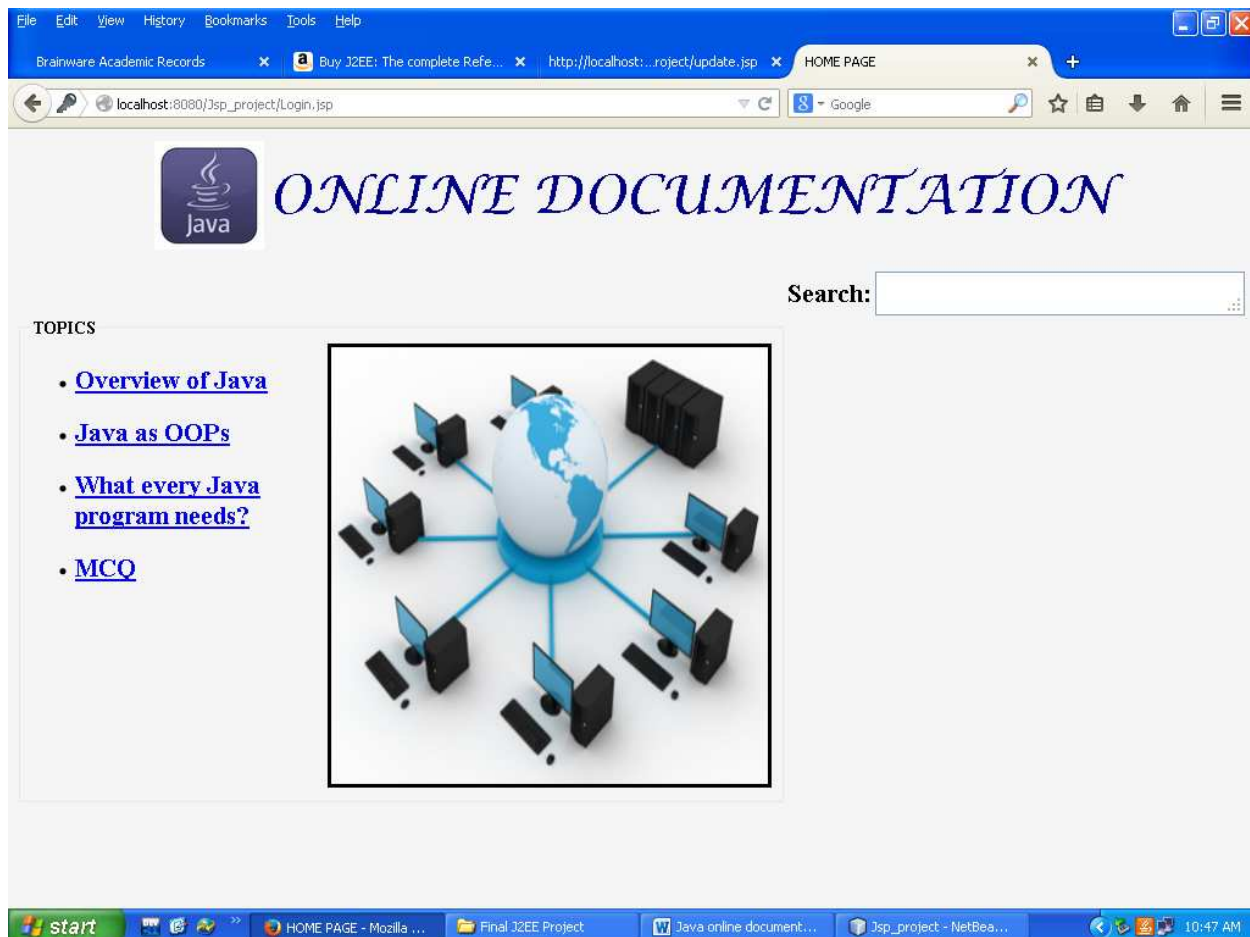 File Edit View History Bookmarks Tools Help
Brainware Academic Records
Buy J2EE: The complete Refe...
http://localhost:...roject/update.jsp
HOME PAGE
localhost:8080/Jsp_project/Login.jsp
Google
Java
ONLINE DOCUMENTATION
Search:
TOPICS
Overview of Java
Java as OOPs
What every Java
program needs?
MCQ
start
HOME PAGE - Mozilla ...
Final J2EE Project
Java online document...
Jsp_project - NetBea...
10:47 AM